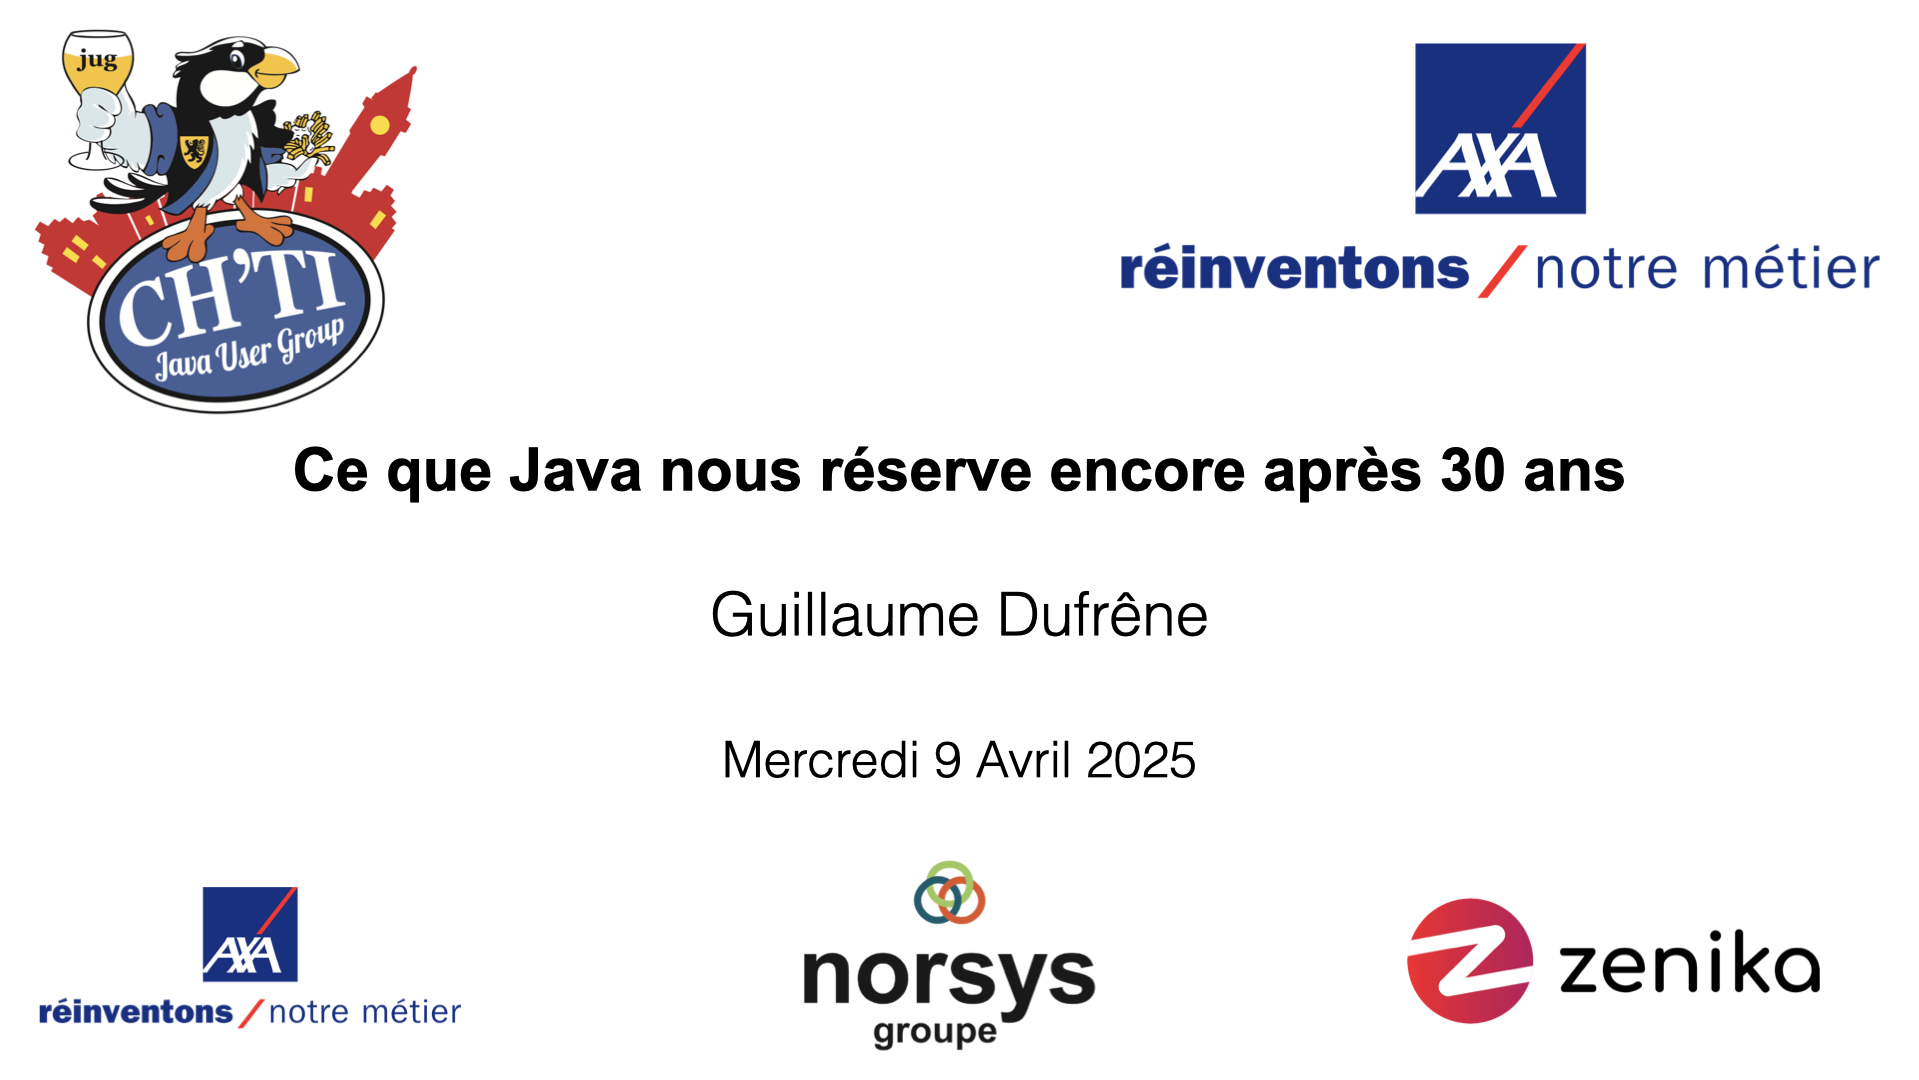 jug
CH'TI
Java User Group
AXA
réinventons / notre métier
Ce que Java nous réserve encore après 30 ans
Guillaume Dufrêne
Mercredi 9 Avril 2025
AXA
réinventons / notre métier
norsys
groupe
zenika